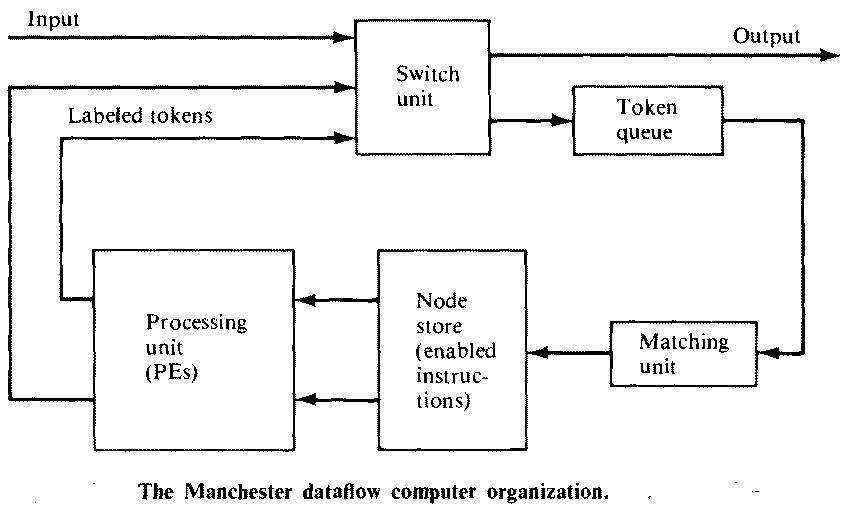 Input
Output
Switch
unit
Labeled tokens
Token
queue
Processing
unit
(PEs)
Node
store
(enabled
instruc-
tions)
Matching
unit
The Manchester dataflow computer organization.